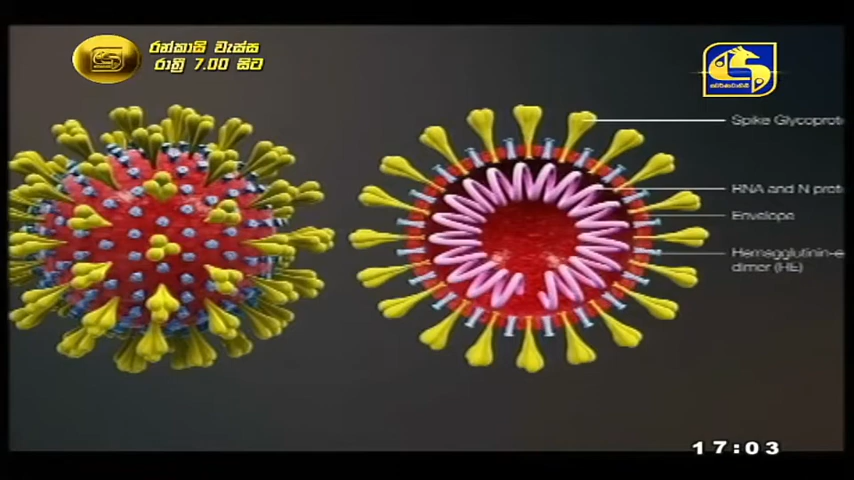 රන්කාසි වැස්ස
රාත්‍රී 7.00 සිට
Spike Glycoprot
RNA and N prot
Envelope
Hemagglutinin-e
dimer (HE)
17:03